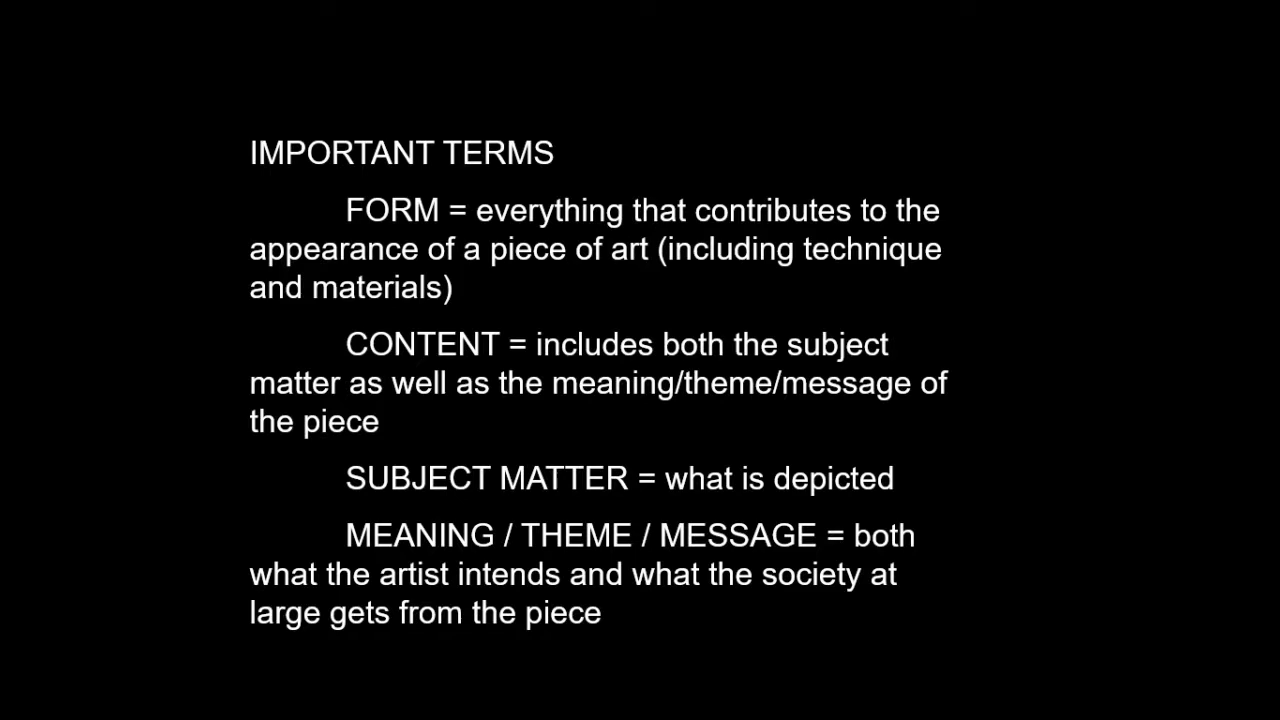 IMPORTANT TERMS
FORM = everything that contributes to the
appearance of a piece of art (including technique
and materials)
CONTENT = includes both the subject
matter as well as the meaning/theme/message of
the piece
SUBJECT MATTER = what is depicted
MEANING / THEME / MESSAGE = both
what the artist intends and what the society at
large gets from the piece